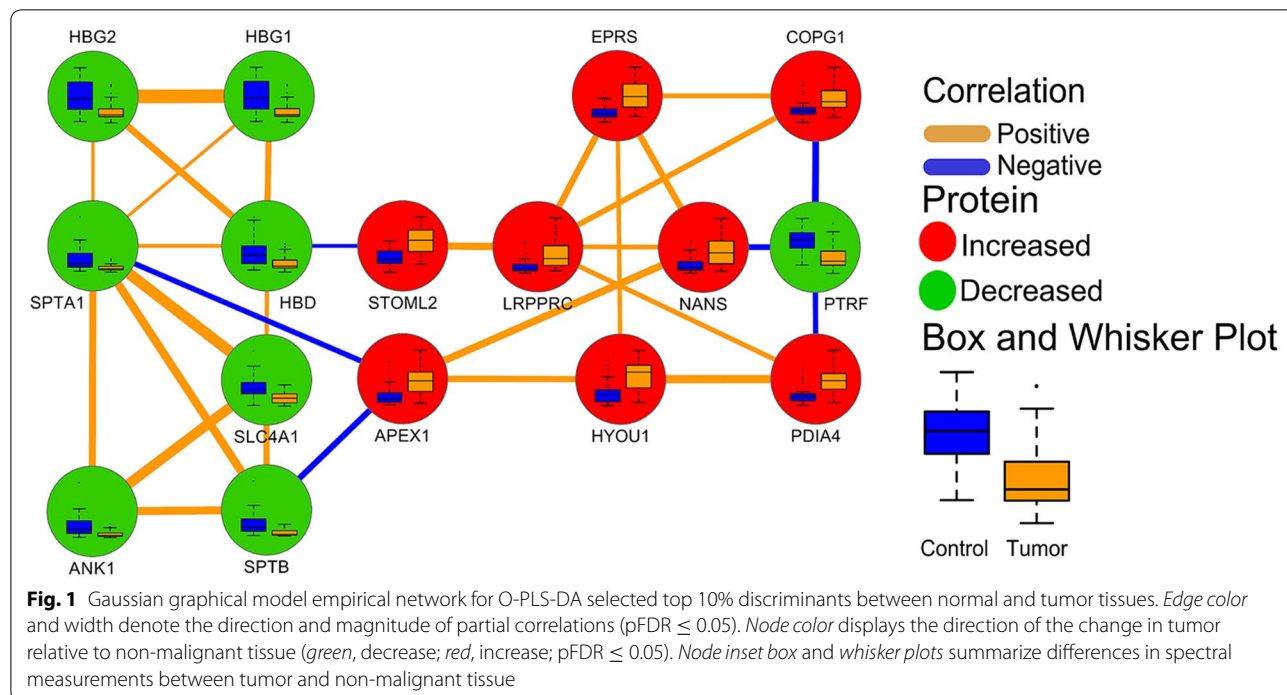 HBG2
HBG1
EPRS
COPG1
SPTA1
HBD
STOML2
LRPPRC
NANS
PTRF
SLC4A1
APEX1
HYOU1
PDIA4
ANK1
SPTB
Correlation
Positive
Negative
Protein
Increased
Decreased
Box and Whisker Plot
Control
Tumor
Fig. 1 Gaussian graphical model empirical network for O-PLS-DA selected top 10% discriminants between normal and tumor tissues. Edge color
and width denote the direction and magnitude of partial correlations (pFDR ≤ 0.05). Node color displays the direction of the change in tumor
relative to non-malignant tissue (green, decrease; red, increase; pFDR ≤ 0.05). Node inset box and whisker plots summarize differences in spectral
measurements between tumor and non-malignant tissue